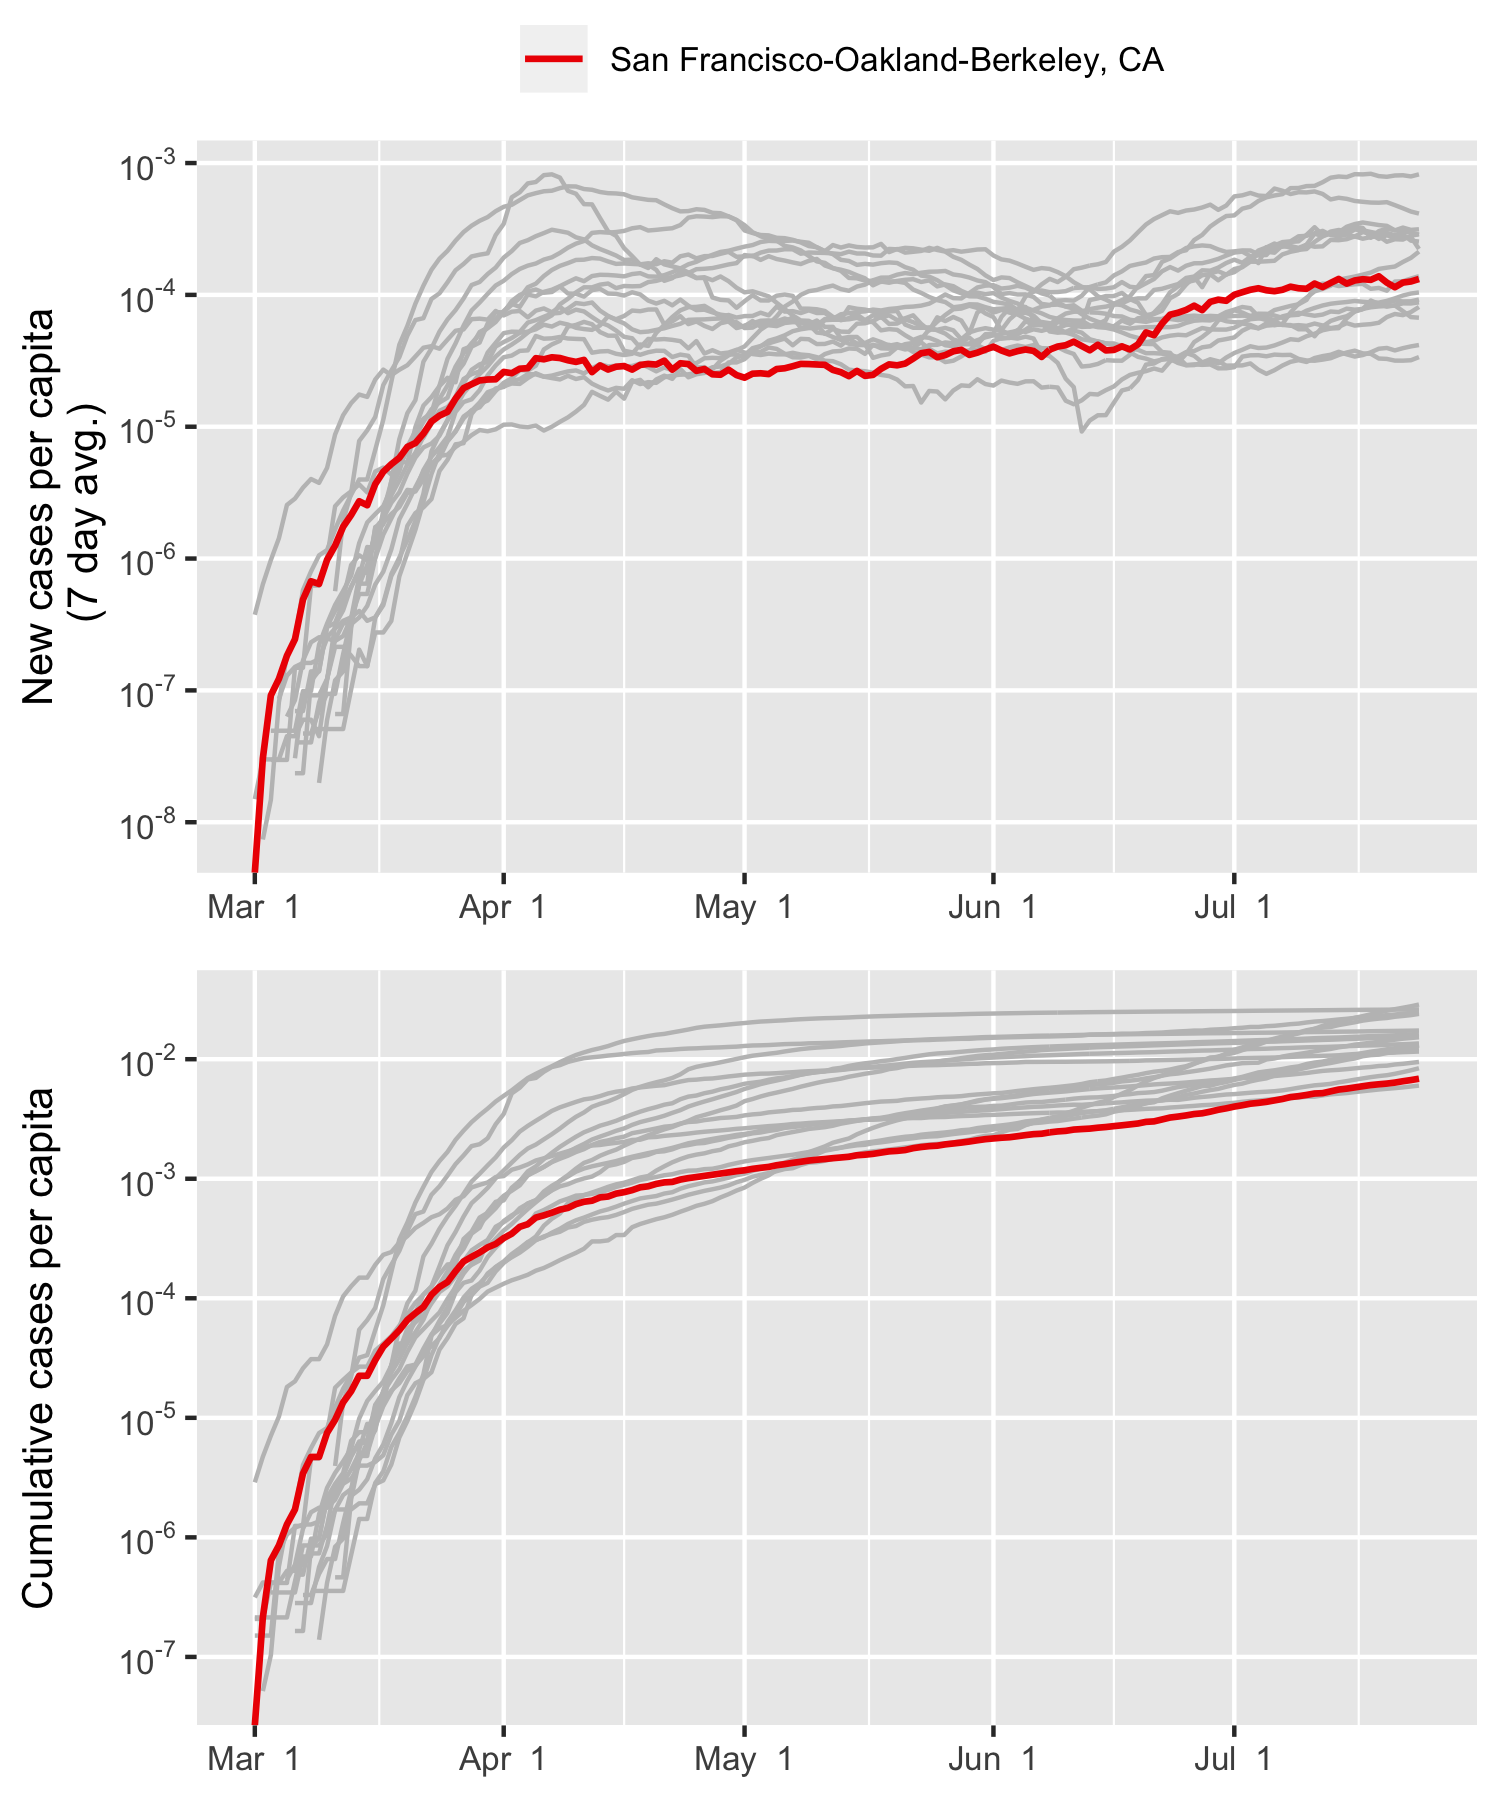 San Francisco-Oakland-Berkeley, CA
New cases per capita
(7 day avg.)
10-3
10-4
10-5
10-6
10-7
10-8
Mar 1 Apr 1 May 1 Jun 1 Jul 1
Cumulative cases per capita
10-2
10-3
10-4
10-5
10-6
10-7
Mar 1 Apr 1 May 1 Jun 1 Jul 1